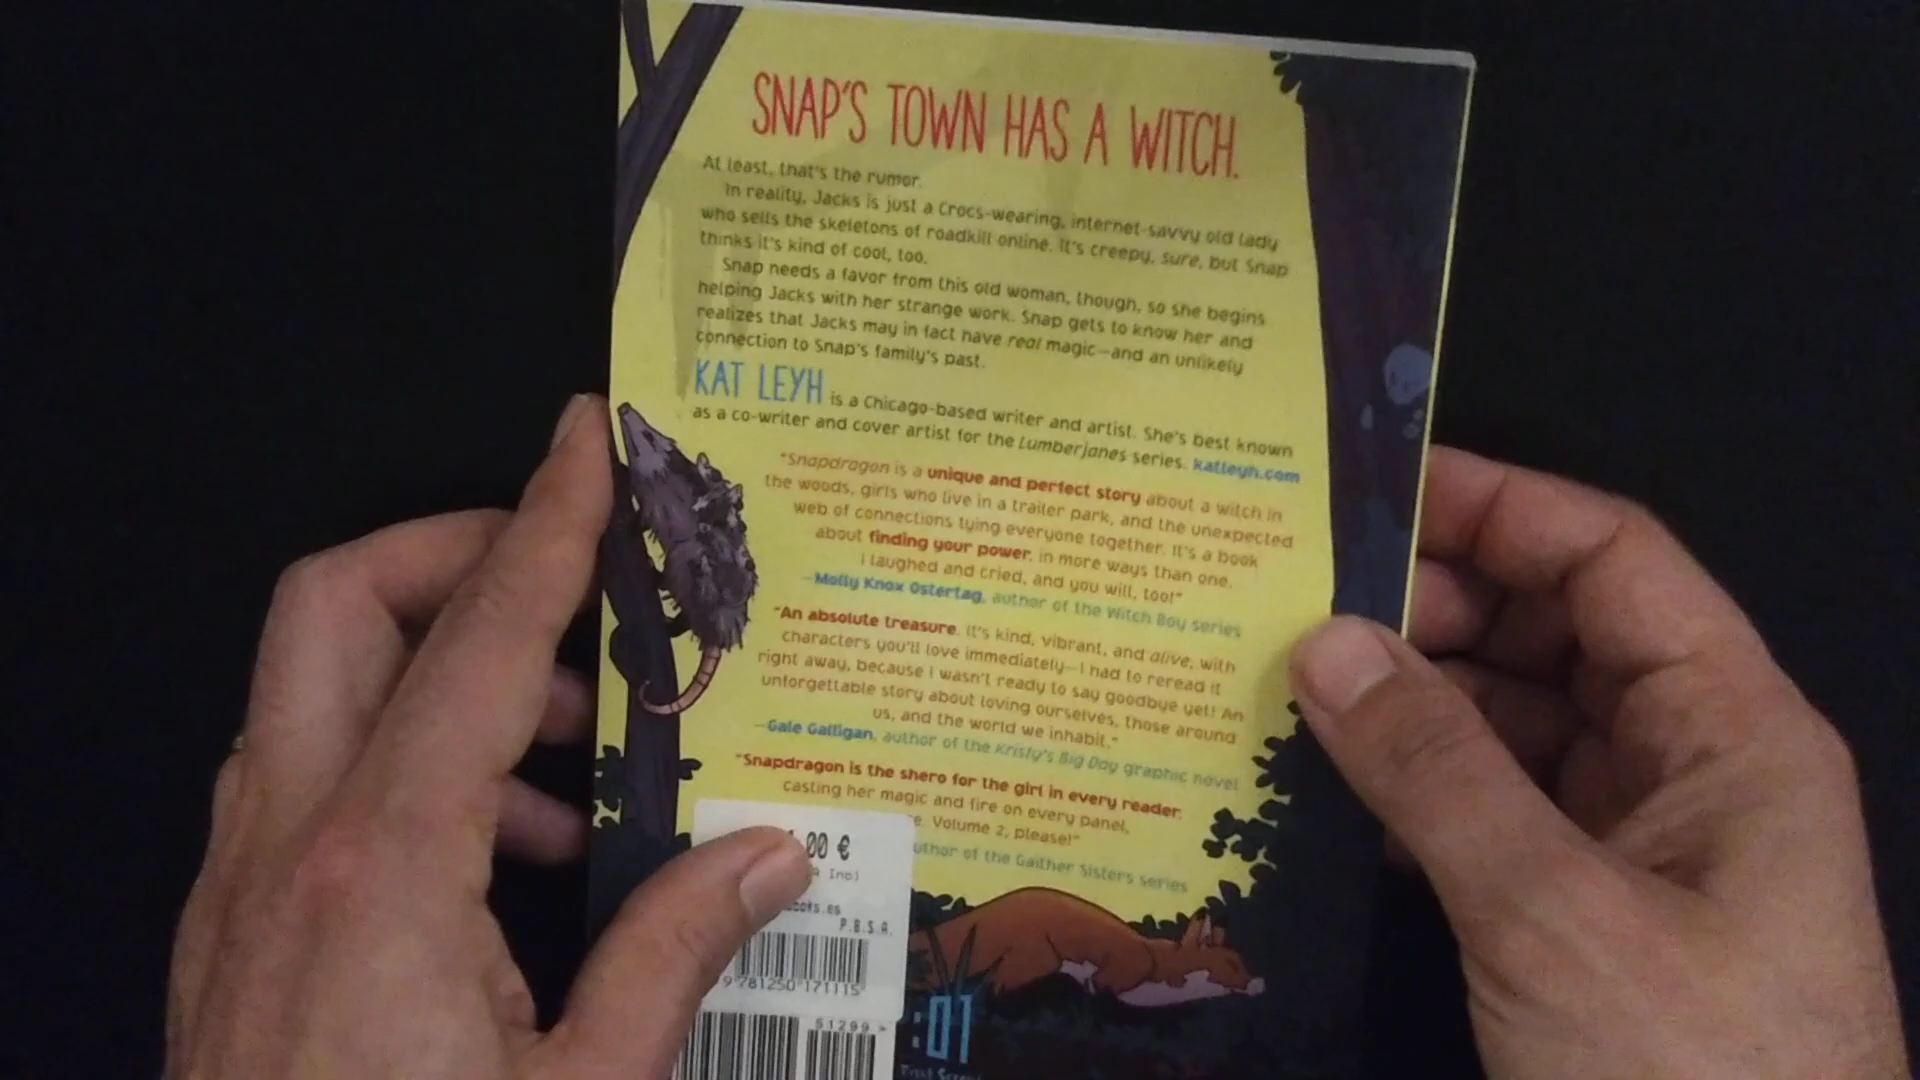 SNAP'S TOWN HAS A WITCH.
At least, that's the rumor.
In reality, Jacks is just a Crocs-wearing, internet-savvy old lady
who sells the skeletons of roadkill online. It's creepy, sure, but Snap
thinks it's kind of cool, too.
Snap needs a favor from this old woman, though, so she begins
helping Jacks with her strange work. Snap gets to know her and
realizes that Jacks may in fact have real magic—and an unlikely
connection to Snap's family's past.
KAT LEYH is a Chicago-based writer and artist. She's best known
as a co-writer and cover artist for the Lumberjanes series. katleyh.com
"Snapdragon is a unique and perfect story about a witch in
the woods, girls who live in a trailer park, and the unexpected
web of connections tying everyone together. It's a book
about finding your power, in more ways than one.
I laughed and cried, and you will, too!"
—Molly Knox Ostertag, author of the Witch Boy series
"An absolute treasure. It's kind, vibrant, and alive, with
characters you'll love immediately—I had to reread it
right away, because I wasn't ready to say goodbye yet! An
unforgettable story about loving ourselves, those around
us, and the world we inhabit."
—Gale Galligan, author of the Kristy's Big Day graphic novel
"Snapdragon is the shero for the girl in every reader,
casting her magic and fire on every panel,
Volume 2, please!"
author of the Gaither Sisters series
.00 €
Inc)
books.es
P.B.S.A.
9 781250 171115
51299>
:01
First